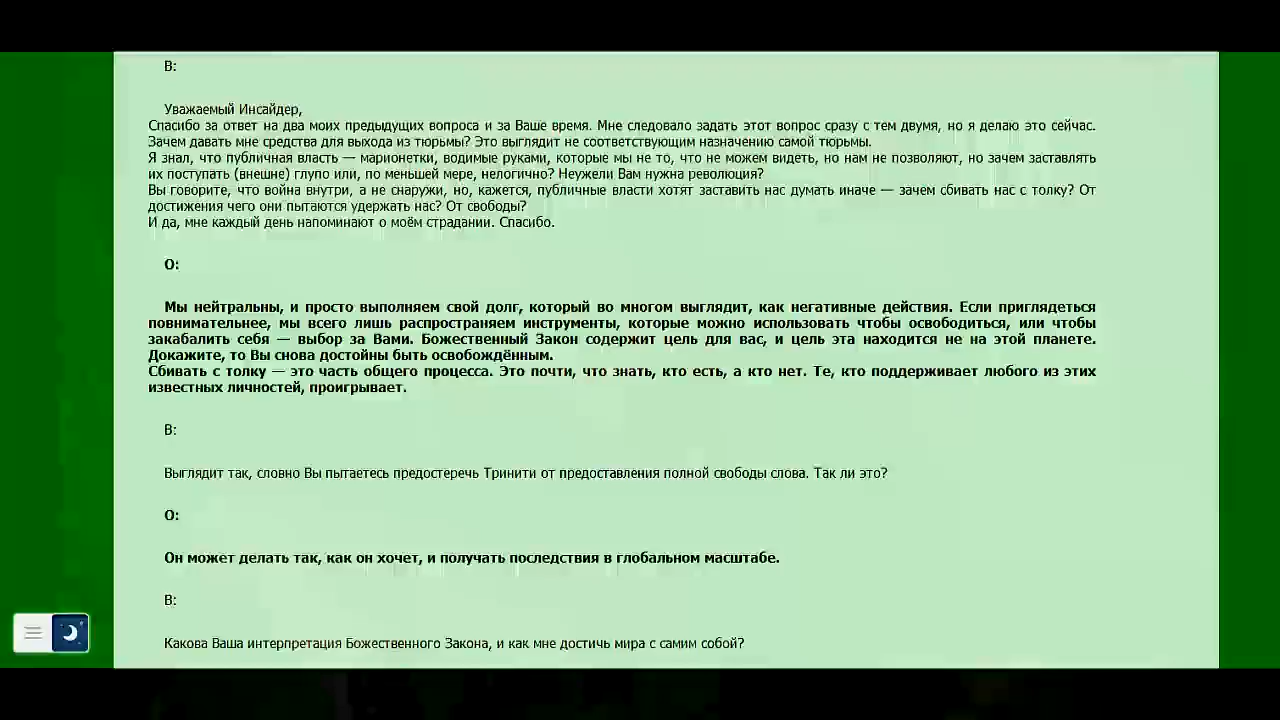 В:
Уважаемый Инсайдер,
Спасибо за ответ на два моих предыдущих вопроса и за Ваше время. Мне следовало задать этот вопрос сразу с тем двумя, но я делаю это сейчас.
Зачем давать мне средства для выхода из тюрьмы? Это выглядит не соответствующим назначению самой тюрьмы.
Я знал, что публичная власть — марионетки, водимые руками, которые мы не то, что не можем видеть, но нам не позволяют, но зачем заставлять
их поступать (внешне) глупо или, по меньшей мере, нелогично? Неужели Вам нужна революция?
Вы говорите, что война внутри, а не снаружи, но, кажется, публичные власти хотят заставить нас думать иначе — зачем сбивать нас с толку? От
достижения чего они пытаются удержать нас? От свободы?
И да, мне каждый день напоминают о моём страдании. Спасибо.
О:
Мы нейтральны, и просто выполняем свой долг, который во многом выглядит, как негативные действия. Если приглядеться
повнимательнее, мы всего лишь распространяем инструменты, которые можно использовать чтобы освободиться, или чтобы
закабалить себя — выбор за Вами. Божественный Закон содержит цель для вас, и цель эта находится не на этой планете.
Докажите, то Вы снова достойны быть освобождённым.
Сбивать с толку — это часть общего процесса. Это почти, что знать, кто есть, а кто нет. Те, кто поддерживает любого из этих
известных личностей, проигрывает.
В:
Выглядит так, словно Вы пытаетесь предостеречь Тринити от предоставления полной свободы слова. Так ли это?
О:
Он может делать так, как он хочет, и получать последствия в глобальном масштабе.
В:
Какова Ваша интерпретация Божественного Закона, и как мне достичь мира с самим собой?